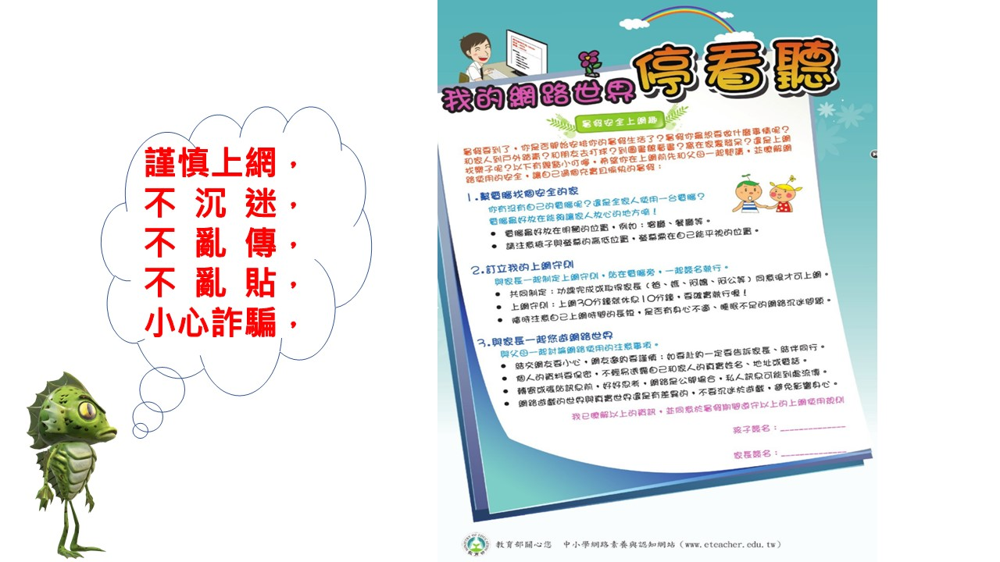 謹慎上網，
不沉迷，
不亂傳，
不亂貼，
小心詐騙，
我的網路世界停看聽
暑假安全上網趣
暑假要到了，你是否開始安排你的暑假生活了？暑假你最想要做什麼事情呢？
和家人到戶外踏青？和朋友去打球？到圖書館看書？窩在家裏發呆？還是上網
找樂子呢？以下有幾點小叮嚀，希望你在上網前先和父母一起閱讀，並瞭解網
路使用的安全，讓自己過個充實且愉快的暑假：
1.幫電腦找個安全的家
你有沒有自己的電腦呢？還是全家人使用一台電腦？
電腦最好放在能夠讓家人放心的地方唷！
● 電腦最好放在明顯的位置，例如：客廳、餐廳等。
● 請注意椅子與螢幕的高低位置，螢幕需在自己能平視的位置。
2.訂立我的上網守則
與家長一起制定上網守則，貼在電腦旁，一起簽名執行。
● 共同制定：功課完成或取得家長（爸、媽、阿嬤、阿公等）同意後才可上網。
● 上網守則：上網30分鐘就休息10分鐘，要確實執行喔！
● 隨時注意自己上網時間的長短，是否有身心不適、睡眠不足的網路沉迷問題。
3.與家長一起悠遊網路世界
與父母一起討論網路使用的注意事項。
● 結交網友要小心，網友邀約要謹慎：如要赴約一定要告訴家長、結伴同行。
● 個人的資料要保密，不輕易透露自己和家人的真實姓名、地址或電話。
● 轉寄或張貼訊息前，好好思考，網路是公開場合，私人訊息可能到處流傳。
● 網路遊戲的世界與真實世界還是有差異的，不要沉迷於遊戲，避免影響身心。
我已瞭解以上的資訊，並同意於暑假期間遵守以上的上網使用規則
孩子簽名：______________
家長簽名：______________
教育部關心您 中小學網路素養與認知網站（www.eteacher.edu.tw）